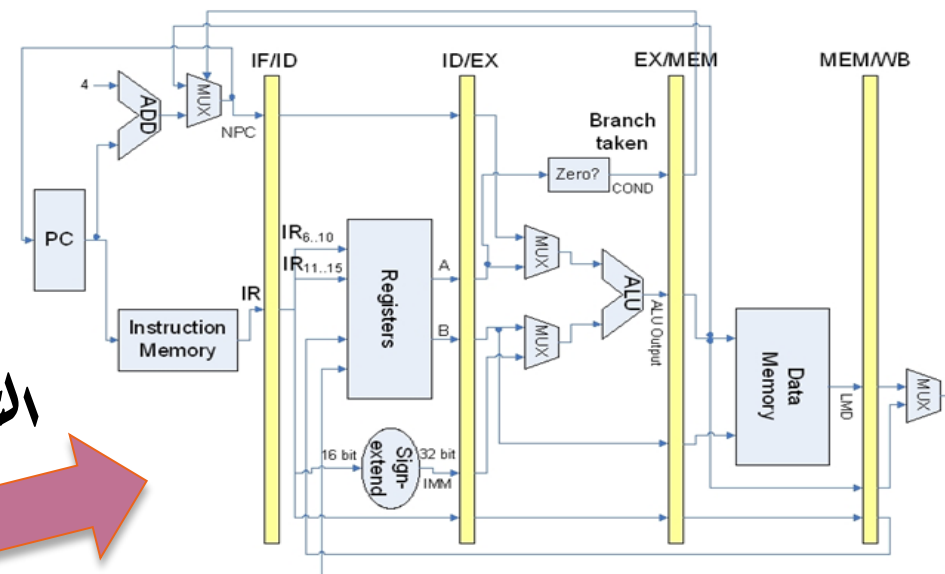 IF/ID
ID/EX
EX/MEM
MEM/WB
4
ADD
MUX
NPC
Branch
taken
Zero?
COND
PC
IR6..10
IR11..15
IR
Registers
A
B
MUX
MUX
ALU
ALU Output
Instruction
Memory
Data
Memory
LMD
MUX
16 bit
Sign-
extend
32 bit
IMM